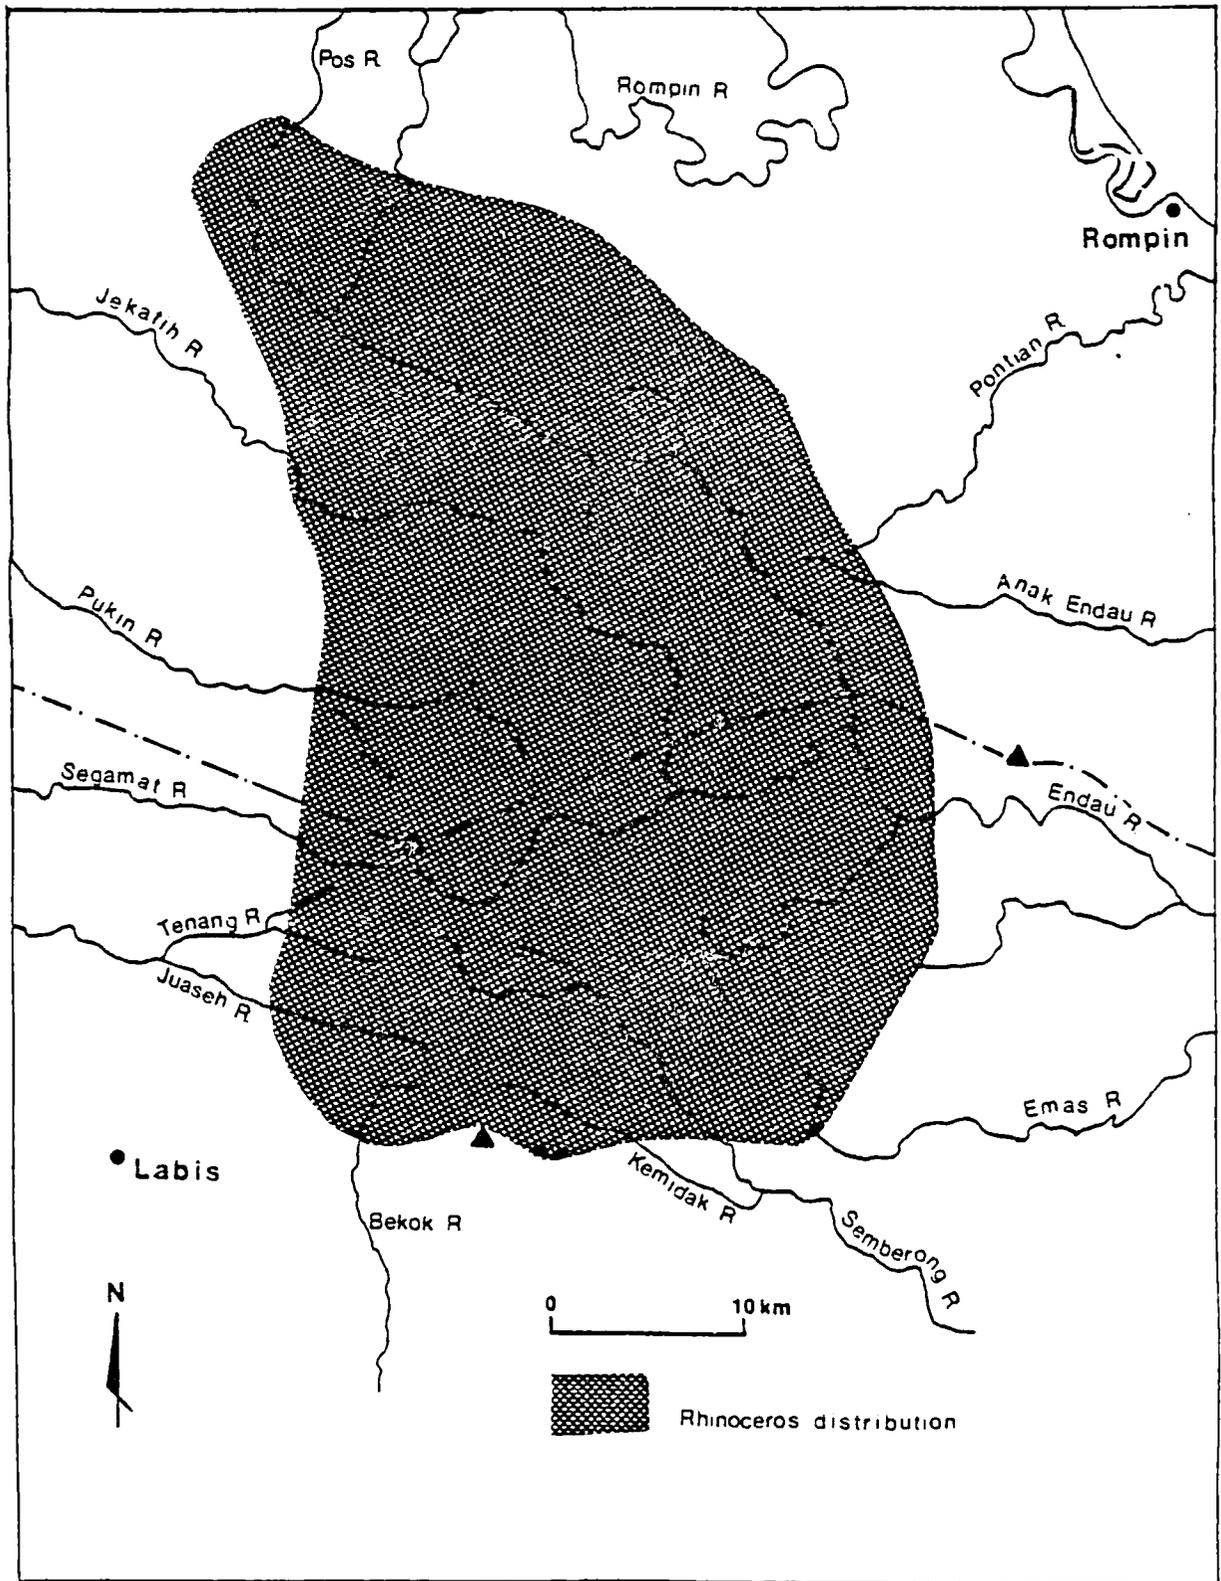 Pos R
Rompin R
Rompin
Jekatih R
Pontian R
Anak Endau R
Pukin R
Segamat R
Endau R
Tenang R
Juaseh R
Emas R
Labis
Kemidak R
Bekok R
Semberong R
N
0 10 km
Rhinoceros distribution